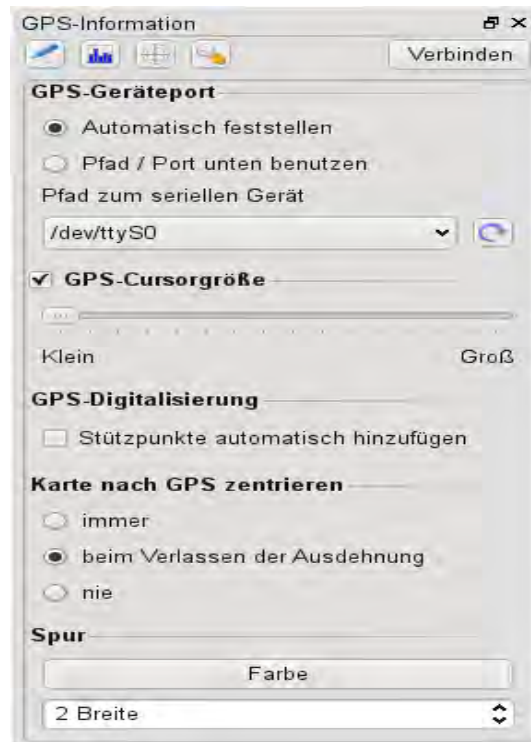 GPS-Information
Verbinden
GPS-Geräteport
Automatisch feststellen
Pfad / Port unten benutzen
Pfad zum seriellen Gerät
/dev/ttyS0
GPS-Cursorgröße
Klein Groß
GPS-Digitalisierung
Stützpunkte automatisch hinzufügen
Karte nach GPS zentrieren
immer
beim Verlassen der Ausdehnung
nie
Spur
Farbe
2 Breite